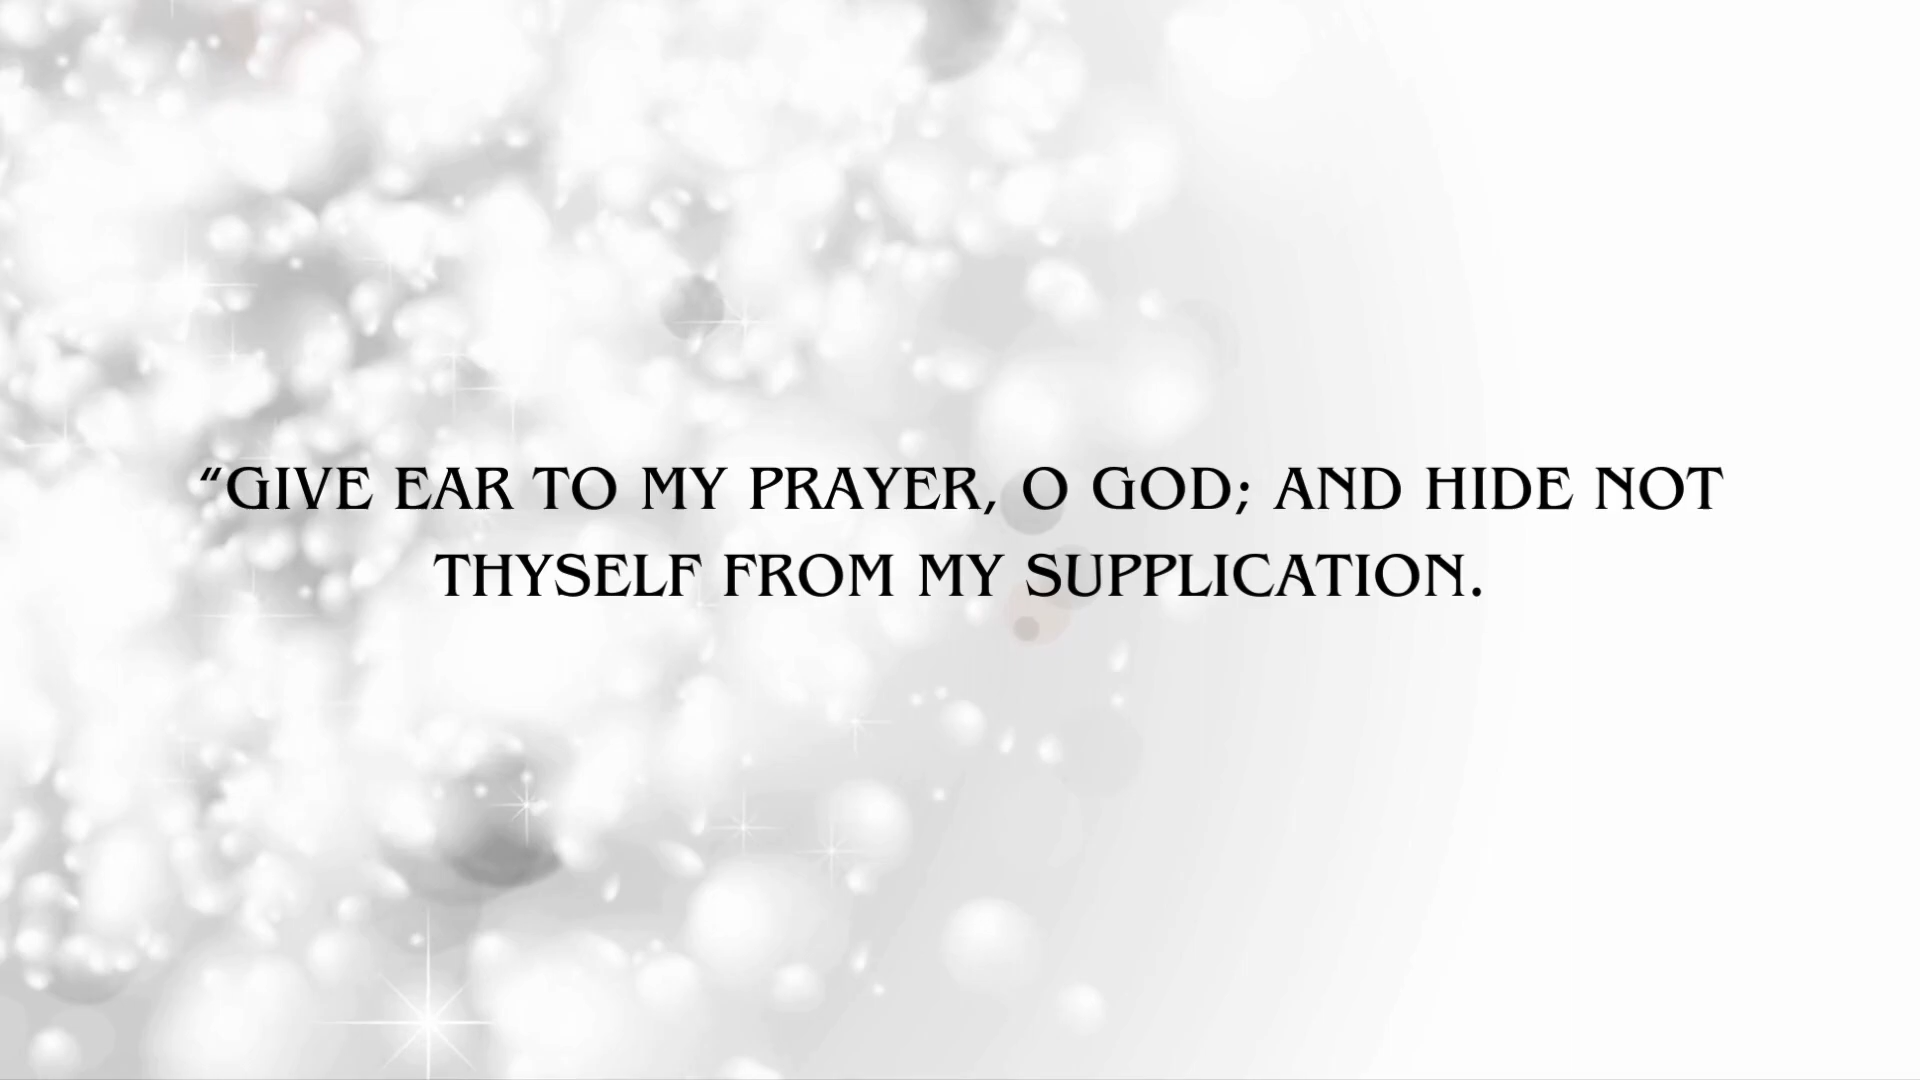 “GIVE EAR TO MY PRAYER, O GOD; AND HIDE NOT
THYSELF FROM MY SUPPLICATION.